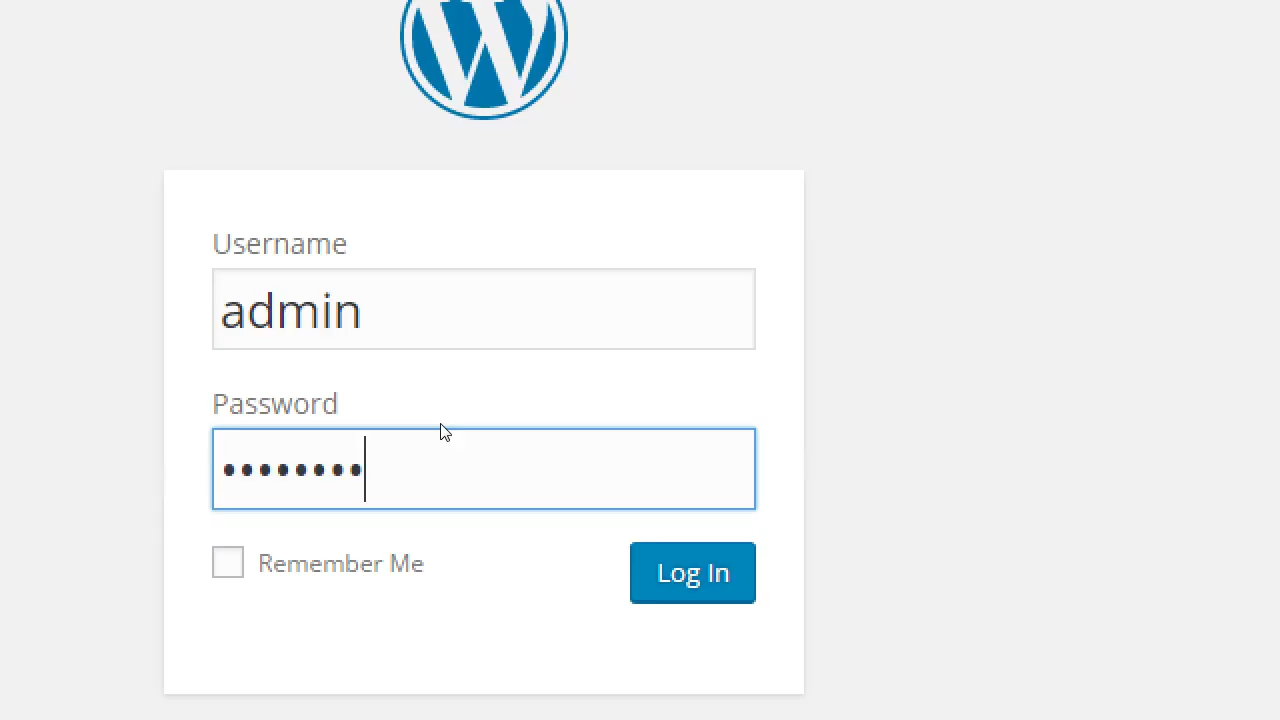 Username
admin
Password
••••••••
Remember Me
Log In